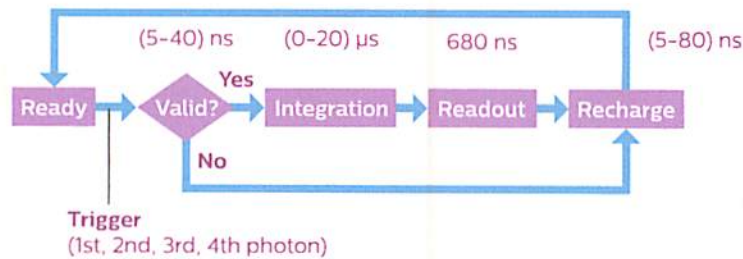 (5-40) ns
(0-20) µs
680 ns
(5-80) ns
Yes
Ready
Valid?
Integration
Readout
Recharge
No
Trigger
(1st, 2nd, 3rd, 4th photon)